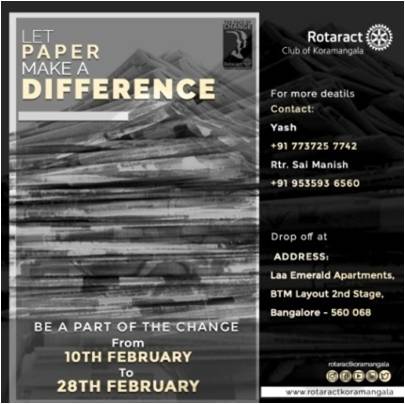 LET
PAPER
MAKE A
DIFFERENCE
BE A PART OF THE CHANGE
From
10TH FEBRUARY
To
28TH FEBRUARY
Rotaract
Club of Koramangala
For more deatils
Contact:
Yash
+91 773725 7742
Rtr. Sai Manish
+91 953593 6560
Drop off at
ADDRESS:
Laa Emerald Apartments,
BTM Layout 2nd Stage,
Bangalore - 560 068
rotaractkoramangala
www.rotaractkoramangala